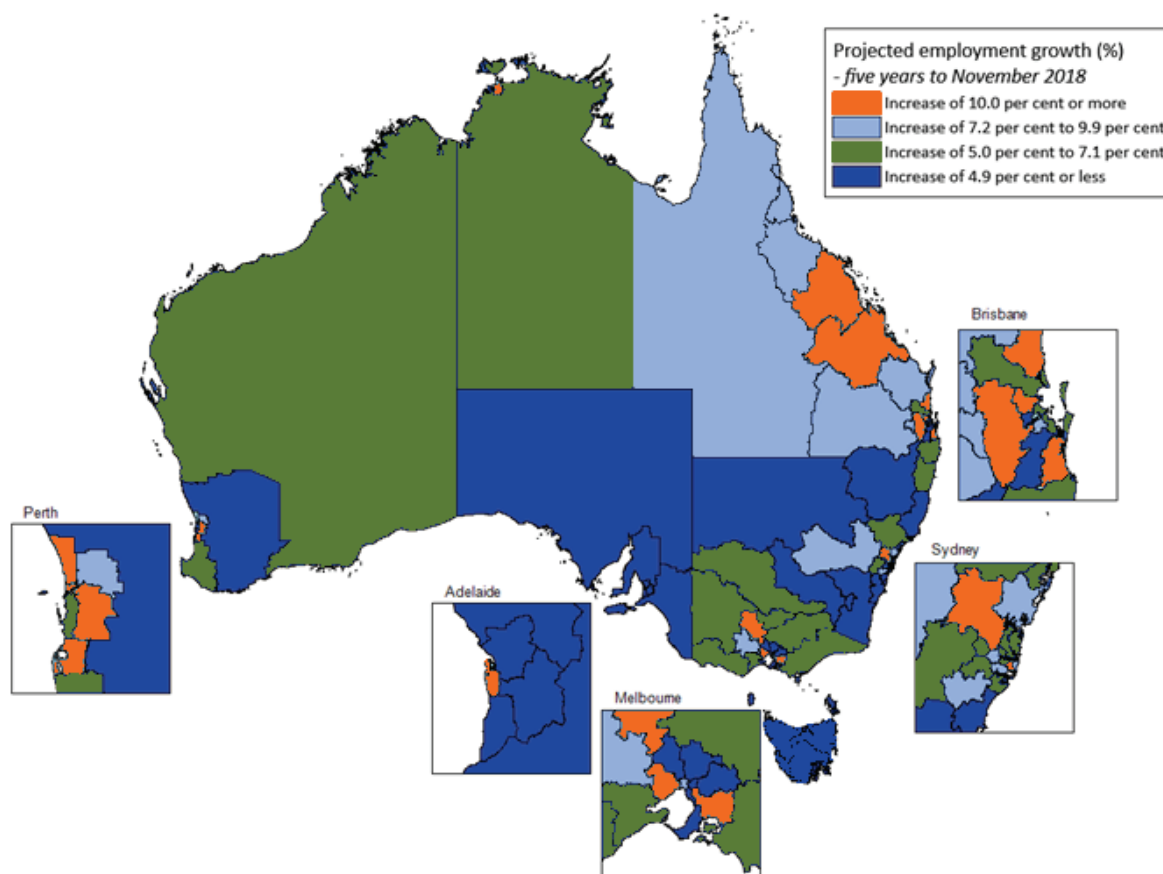 Projected employment growth (%)
- five years to November 2018
Increase of 10.0 per cent or more
Increase of 7.2 per cent to 9.9 per cent
Increase of 5.0 per cent to 7.1 per cent
Increase of 4.9 per cent or less
Brisbane
Perth
Sydney
Adelaide
Melbourne